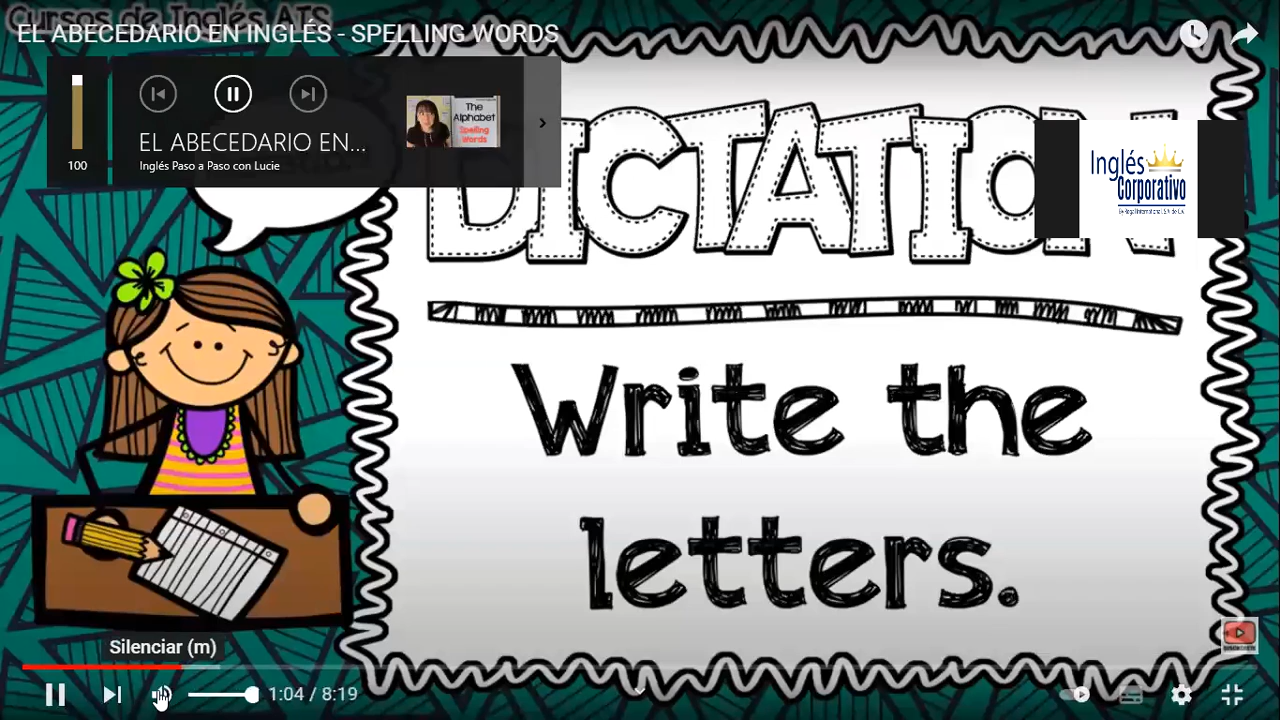 Cursos de Inglés ATS
EL ABECEDARIO EN INGLÉS - SPELLING WORDS
100
EL ABECEDARIO EN...
Inglés Paso a Paso con Lucie
The
Alphabet
Spelling
Words
DICTATION
Inglés
Corporativo
Write the
letters.
Silenciar (m)
1:04 / 8:19